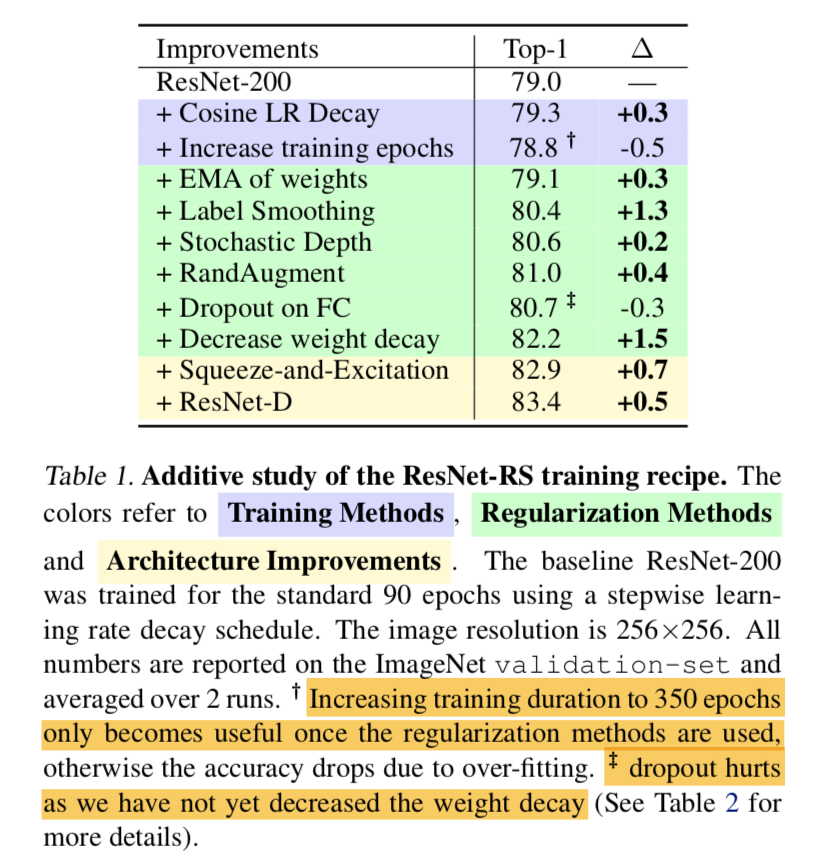 Improvements Top-1 Δ
ResNet-200 79.0 —
+ Cosine LR Decay 79.3 +0.3
+ Increase training epochs 78.8 † -0.5
+ EMA of weights 79.1 +0.3
+ Label Smoothing 80.4 +1.3
+ Stochastic Depth 80.6 +0.2
+ RandAugment 81.0 +0.4
+ Dropout on FC 80.7 ‡ -0.3
+ Decrease weight decay 82.2 +1.5
+ Squeeze-and-Excitation 82.9 +0.7
+ ResNet-D 83.4 +0.5
Table 1. Additive study of the ResNet-RS training recipe. The
colors refer to Training Methods , Regularization Methods
and Architecture Improvements . The baseline ResNet-200
was trained for the standard 90 epochs using a stepwise learn-
ing rate decay schedule. The image resolution is 256×256. All
numbers are reported on the ImageNet validation-set and
averaged over 2 runs. † Increasing training duration to 350 epochs
only becomes useful once the regularization methods are used,
otherwise the accuracy drops due to over-fitting. ‡ dropout hurts
as we have not yet decreased the weight decay (See Table 2 for
more details).